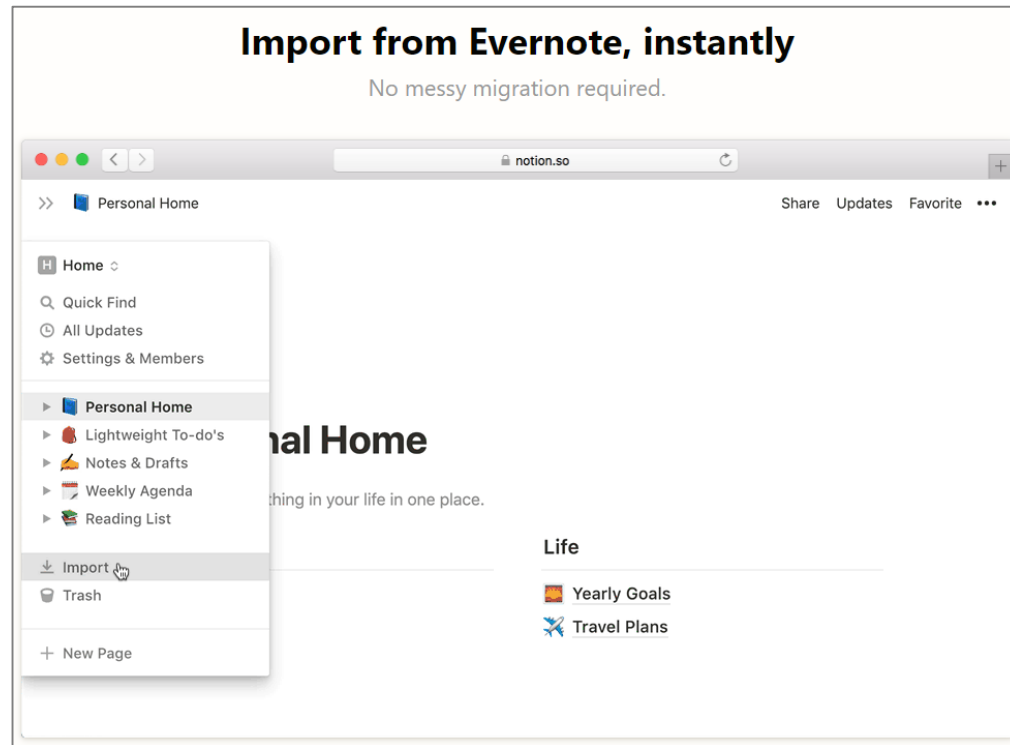 Import from Evernote, instantly
No messy migration required.
notion.so
Personal Home
Share Updates Favorite •••
H Home
Quick Find
All Updates
Settings & Members
Personal Home
Lightweight To-do's
Notes & Drafts
Weekly Agenda
Reading List
Import
Trash
+ New Page
nal Home
thing in your life in one place.
Life
Yearly Goals
Travel Plans